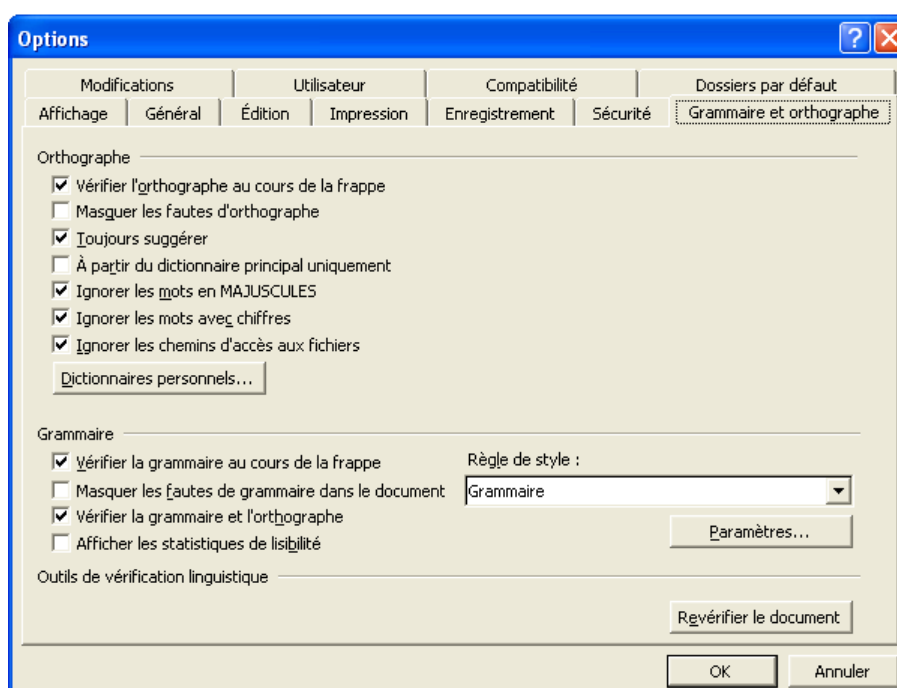 Options
Modifications Utilisateur Compatibilité Dossiers par défaut
Affichage Général Édition Impression Enregistrement Sécurité Grammaire et orthographe
Orthographe
Vérifier l'orthographe au cours de la frappe
Masquer les fautes d'orthographe
Toujours suggérer
À partir du dictionnaire principal uniquement
Ignorer les mots en MAJUSCULES
Ignorer les mots avec chiffres
Ignorer les chemins d'accès aux fichiers
Dictionnaires personnels...
Grammaire
Vérifier la grammaire au cours de la frappe Règle de style :
Masquer les fautes de grammaire dans le document Grammaire
Vérifier la grammaire et l'orthographe
Paramètres...
Afficher les statistiques de lisibilité
Outils de vérification linguistique
Revérifier le document
OK Annuler